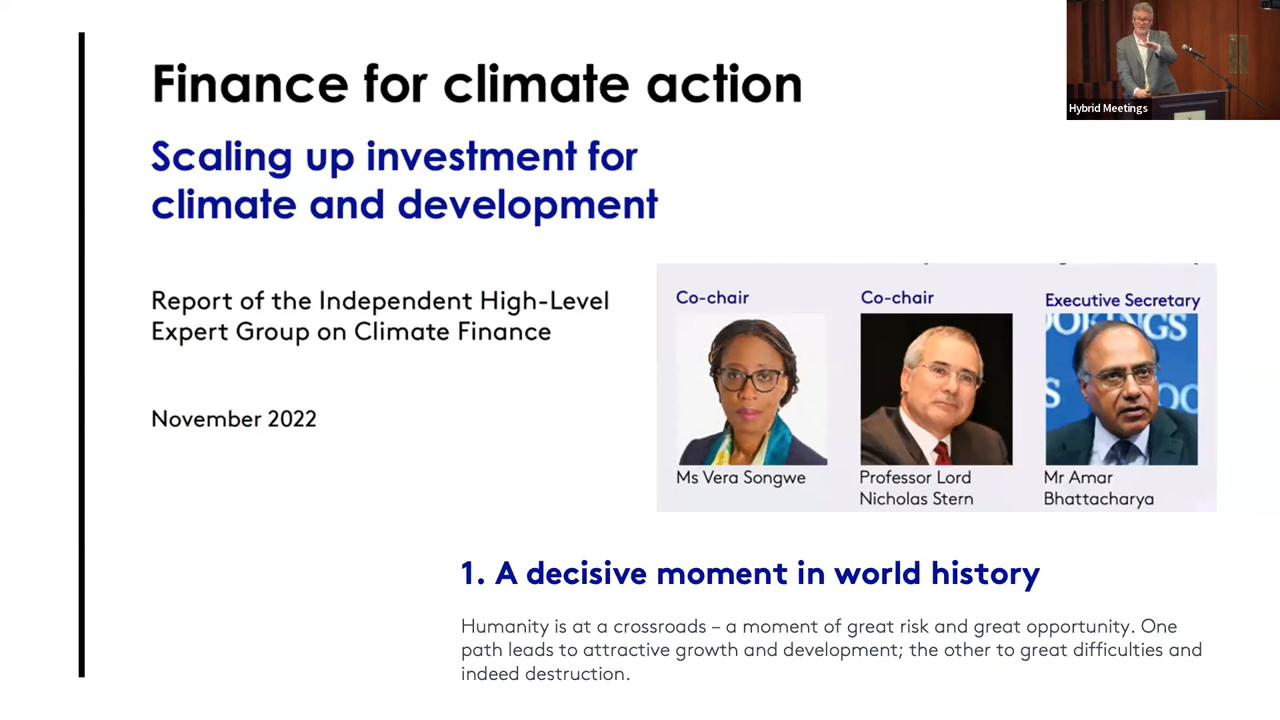 Finance for climate action
Hybrid Meetings
Scaling up investment for
climate and development
Report of the Independent High-Level
Expert Group on Climate Finance
November 2022
Co-chair
Co-chair
Executive Secretary
OOKINGS
S
OO
Ms Vera Songwe
Professor Lord
Nicholas Stern
Mr Amar
Bhattacharya
1. A decisive moment in world history
Humanity is at a crossroads – a moment of great risk and great opportunity. One
path leads to attractive growth and development; the other to great difficulties and
indeed destruction.